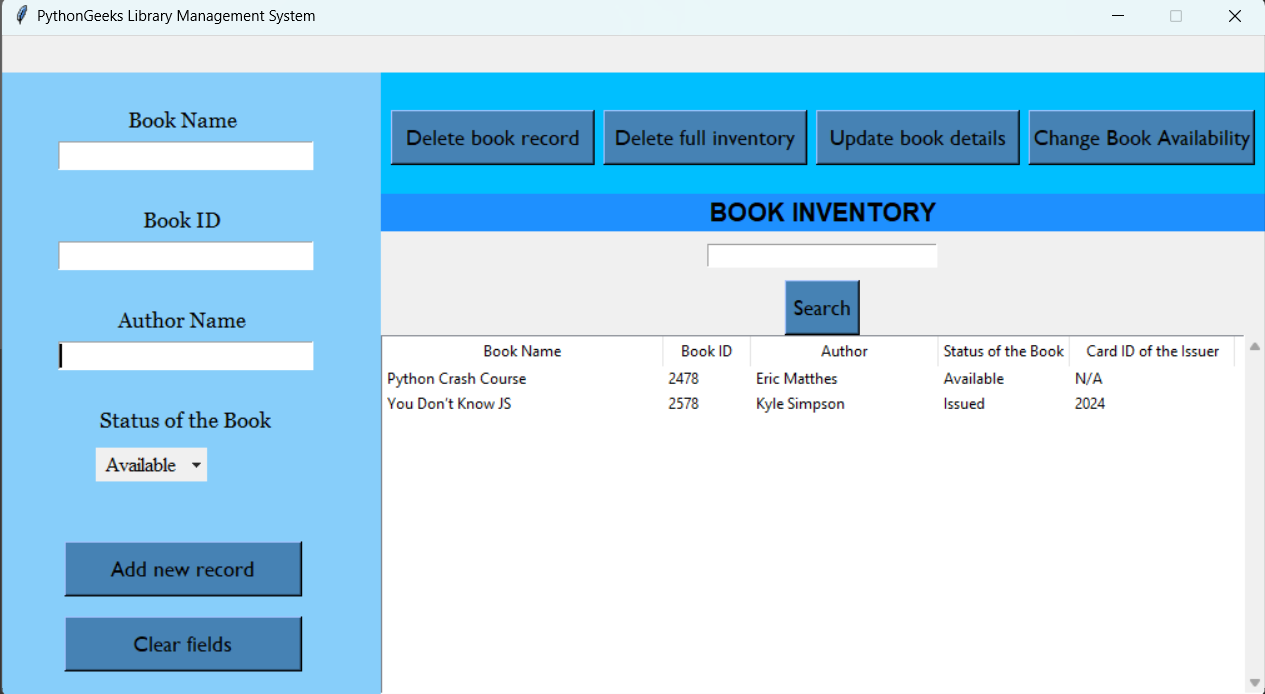 PythonGeeks Library Management System
Book Name
Book ID
Author Name
Status of the Book
Available
Add new record
Clear fields
Delete book record Delete full inventory Update book details Change Book Availability
BOOK INVENTORY
Search
Book Name Book ID Author Status of the Book Card ID of the Issuer
Python Crash Course 2478 Eric Matthes Available N/A
You Don't Know JS 2578 Kyle Simpson Issued 2024